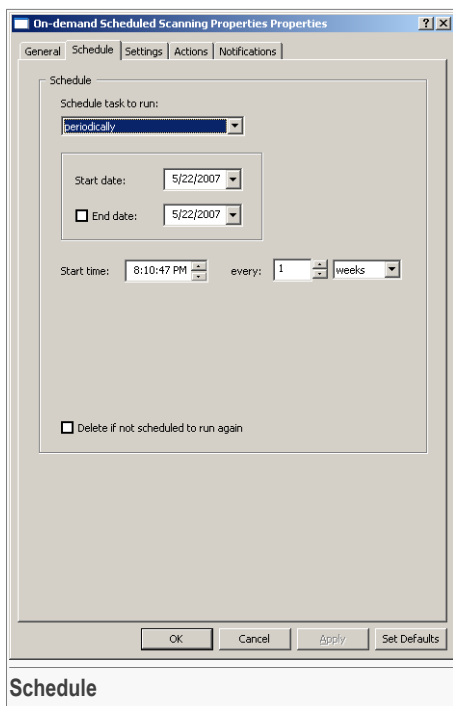 On-demand Scheduled Scanning Properties Properties
General Schedule Settings Actions Notifications
Schedule
Schedule task to run:
periodically
Start date: 5/22/2007
End date: 5/22/2007
Start time: 8:10:47 PM every: 1 weeks
Delete if not scheduled to run again
OK Cancel Apply Set Defaults
Schedule